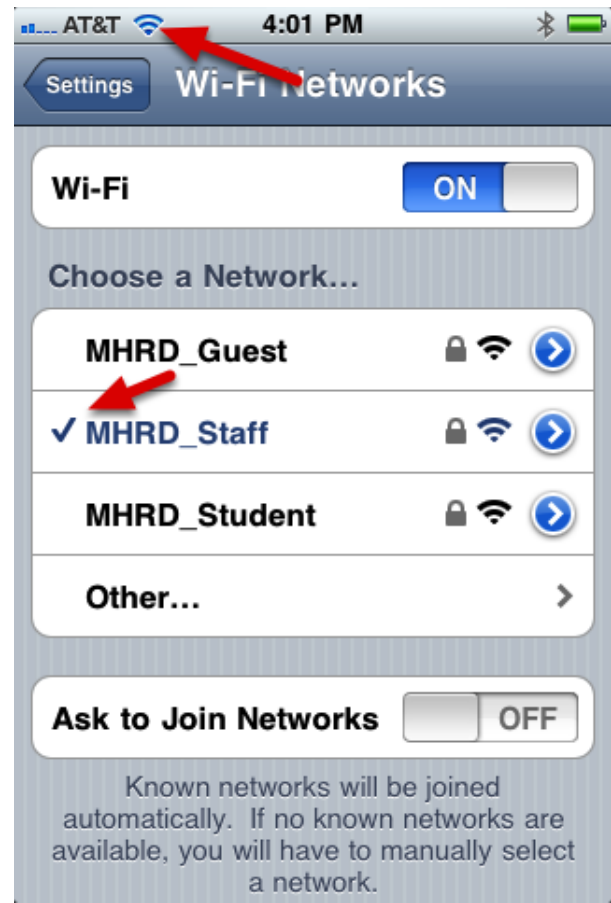 AT&T 4:01 PM
Settings Wi-Fi Networks
Wi-Fi ON
Choose a Network...
MHRD_Guest
MHRD_Staff
MHRD_Student
Other...
Ask to Join Networks OFF
Known networks will be joined
automatically. If no known networks are
available, you will have to manually select
a network.